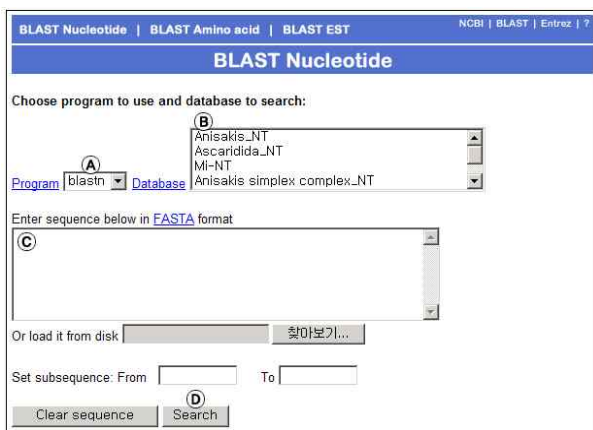 BLAST Nucleotide | BLAST Amino acid | BLAST EST
NCBI | BLAST | Entrez | ?
BLAST Nucleotide
Choose program to use and database to search:
B
Anisakis_NT
Ascaridida_NT
Mi-NT
Anisakis simplex complex_NT
A
Program blastn Database
Enter sequence below in FASTA format
C
Or load it from disk 찾아보기...
Set subsequence: From To
D
Clear sequence Search